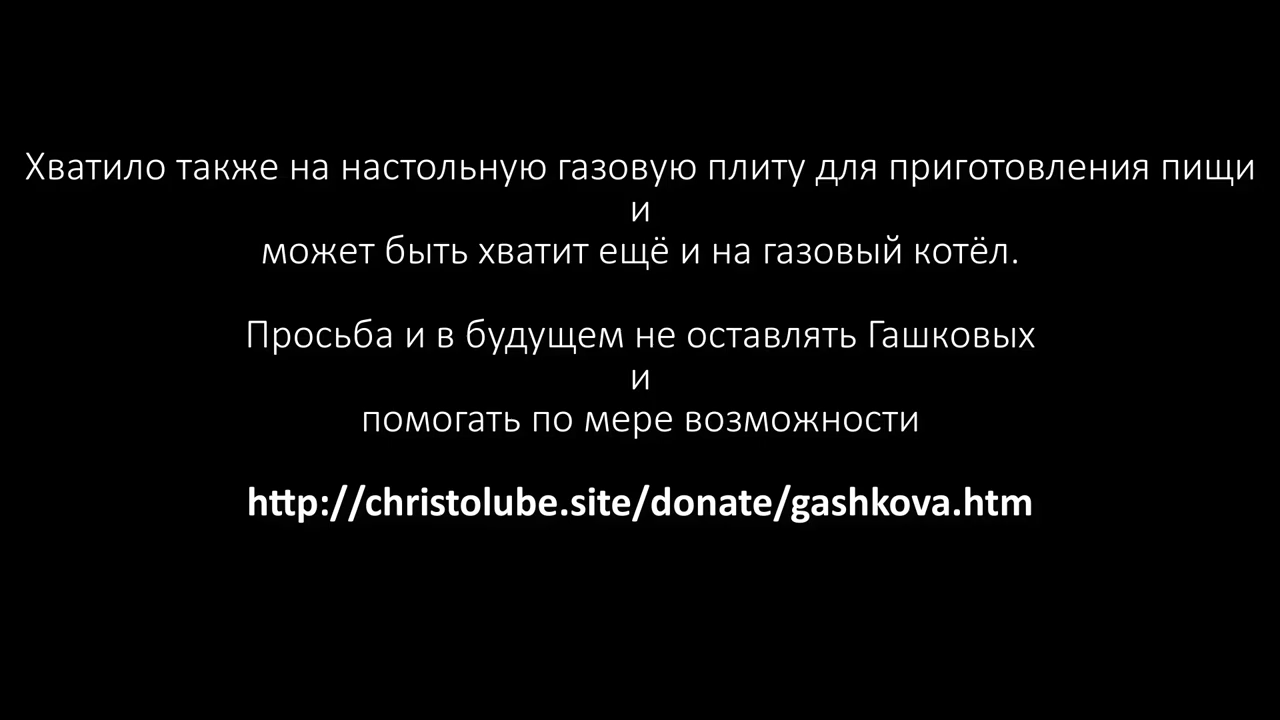 Хватило также на настольную газовую плиту для приготовления пищи
и
может быть хватит ещё и на газовый котёл.
Просьба и в будущем не оставлять Гашковых
и
помогать по мере возможности
http://christolube.site/donate/gashkova.htm